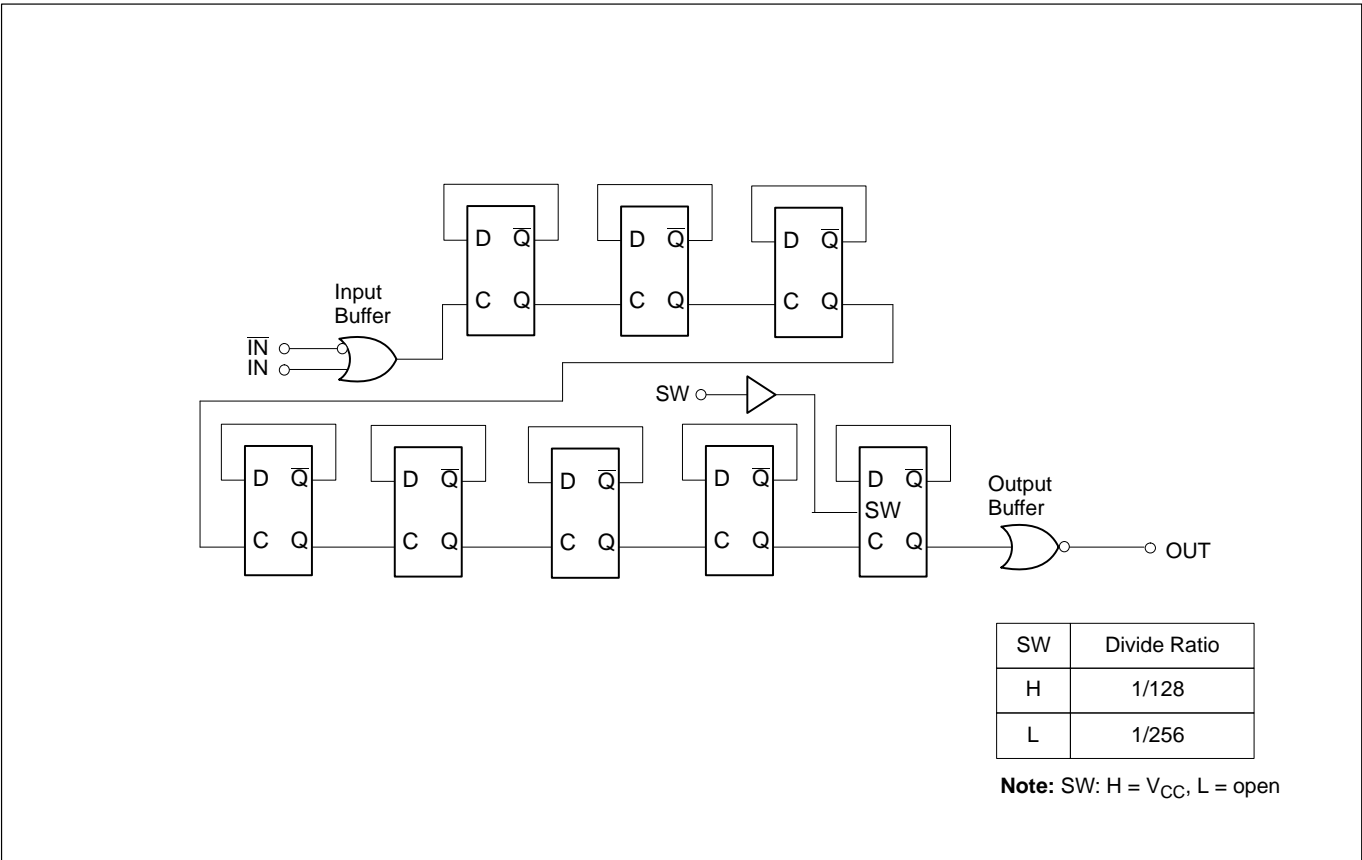 D Q̅ D Q̅ D Q̅
C Q C Q C Q
Input
Buffer
I̅N̅
IN
SW
D Q̅ D Q̅ D Q̅ D Q̅ D Q̅
SW
C Q C Q C Q C Q C Q
Output
Buffer
OUT
SW Divide Ratio
H 1/128
L 1/256
Note: SW: H = VCC, L = open